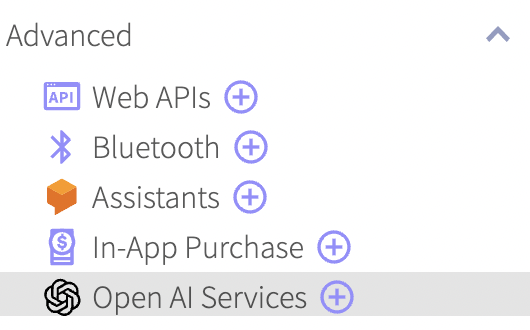 Advanced
API Web APIs
Bluetooth
Assistants
$ In-App Purchase
Open AI Services